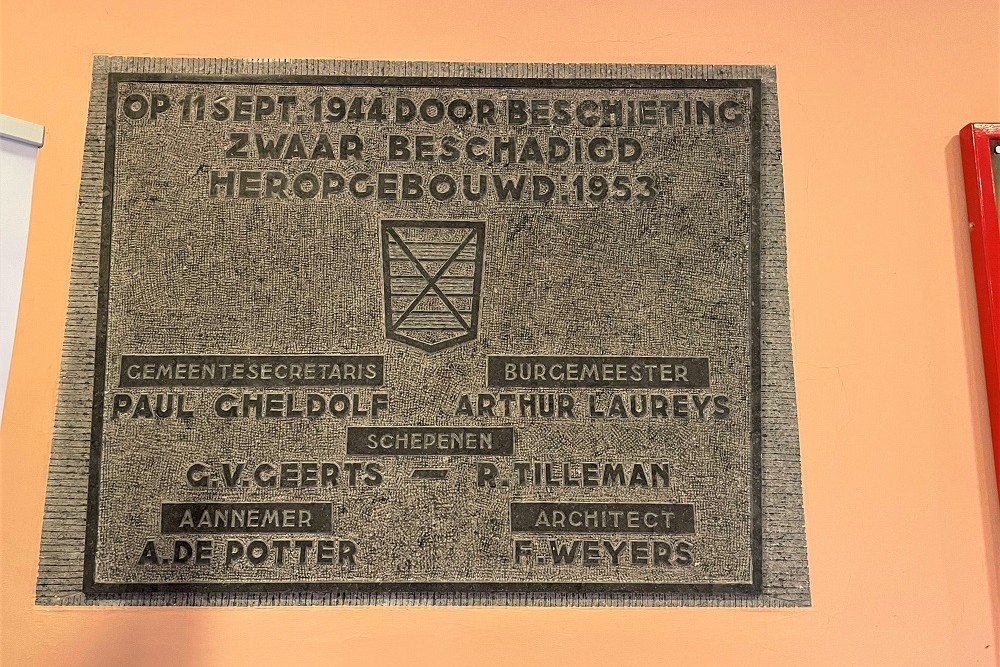 OP 11 SEPT. 1944 DOOR BESCHIETING
ZWAAR BESCHADIGD
HEROPGEBOUWD: 1953
GEMEENTESECRETARIS
PAUL GHELDOLF
BURGEMEESTER
ARTHUR LAUREYS
SCHEPENEN
G.V. GEERTS — R. TILLEMAN
AANNEMER
A. DE POTTER
ARCHITECT
F. WEYERS